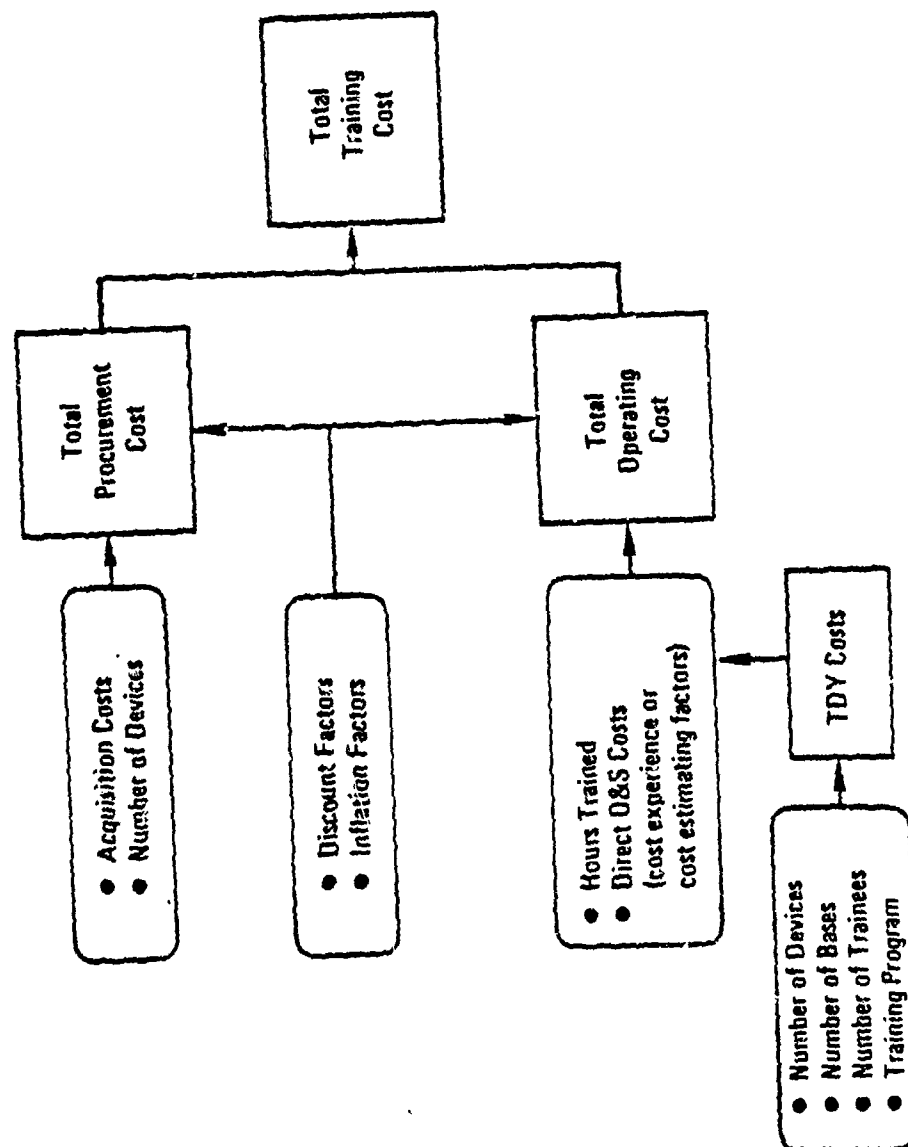 ● Acquisition Costs
● Number of Devices
Total
Procurement
Cost
● Discount Factors
● Inflation Factors
Total
Training
Cost
● Hours Trained
● Direct O&S Costs
(cost experience or
cost estimating factors)
Total
Operating
Cost
● Number of Devices
● Number of Bases
● Number of Trainees
● Training Program
TDY Costs